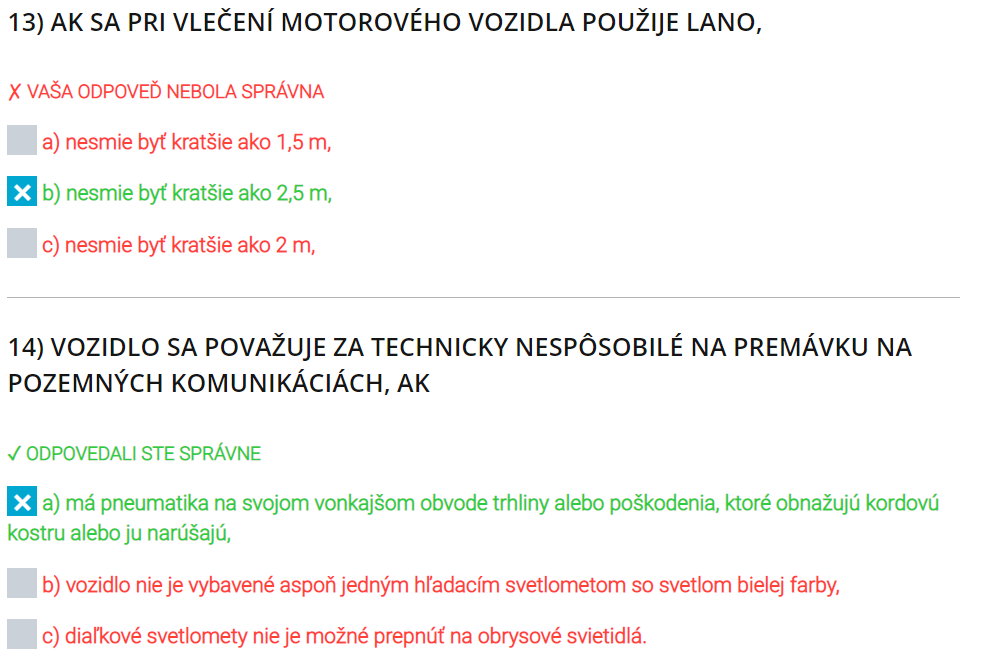 13) AK SA PRI VLEČENÍ MOTOROVÉHO VOZIDLA POUŽIJE LANO,
✗ VAŠA ODPOVEĎ NEBOLA SPRÁVNA
a) nesmie byť kratšie ako 1,5 m,
b) nesmie byť kratšie ako 2,5 m,
c) nesmie byť kratšie ako 2 m,
14) VOZIDLO SA POVAŽUJE ZA TECHNICKY NESPÔSOBILÉ NA PREMÁVKU NA
POZEMNÝCH KOMUNIKÁCIÁCH, AK
✓ ODPOVEDALI STE SPRÁVNE
a) má pneumatika na svojom vonkajšom obvode trhliny alebo poškodenia, ktoré obnažujú kordovú
kostru alebo ju narúšajú,
b) vozidlo nie je vybavené aspoň jedným hľadacím svetlometom so svetlom bielej farby,
c) diaľkové svetlomety nie je možné prepnúť na obrysové svietidlá.